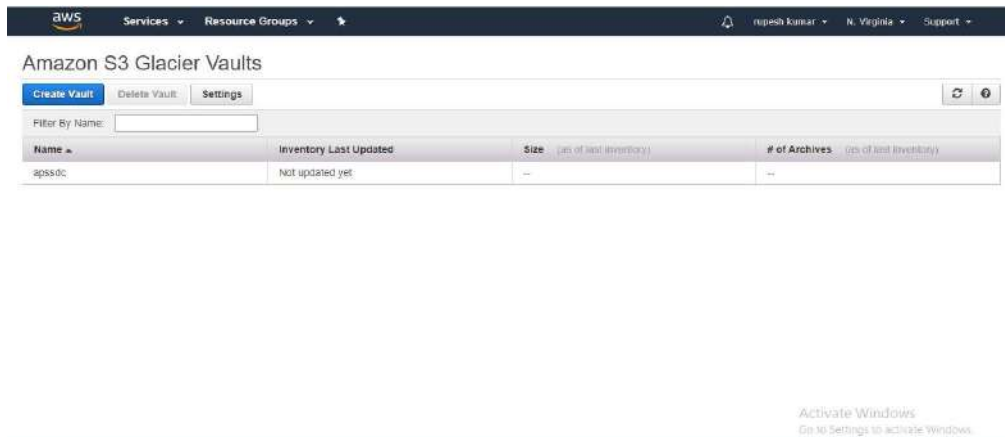 aws Services Resource Groups rupesh kumar N. Virginia Support
Amazon S3 Glacier Vaults
Create Vault Delete Vault Settings
Filter By Name:
Name Inventory Last Updated Size (as of last inventory) # of Archives (as of last inventory)
apssdc Not updated yet -- --
Activate Windows
Go to Settings to activate Windows.